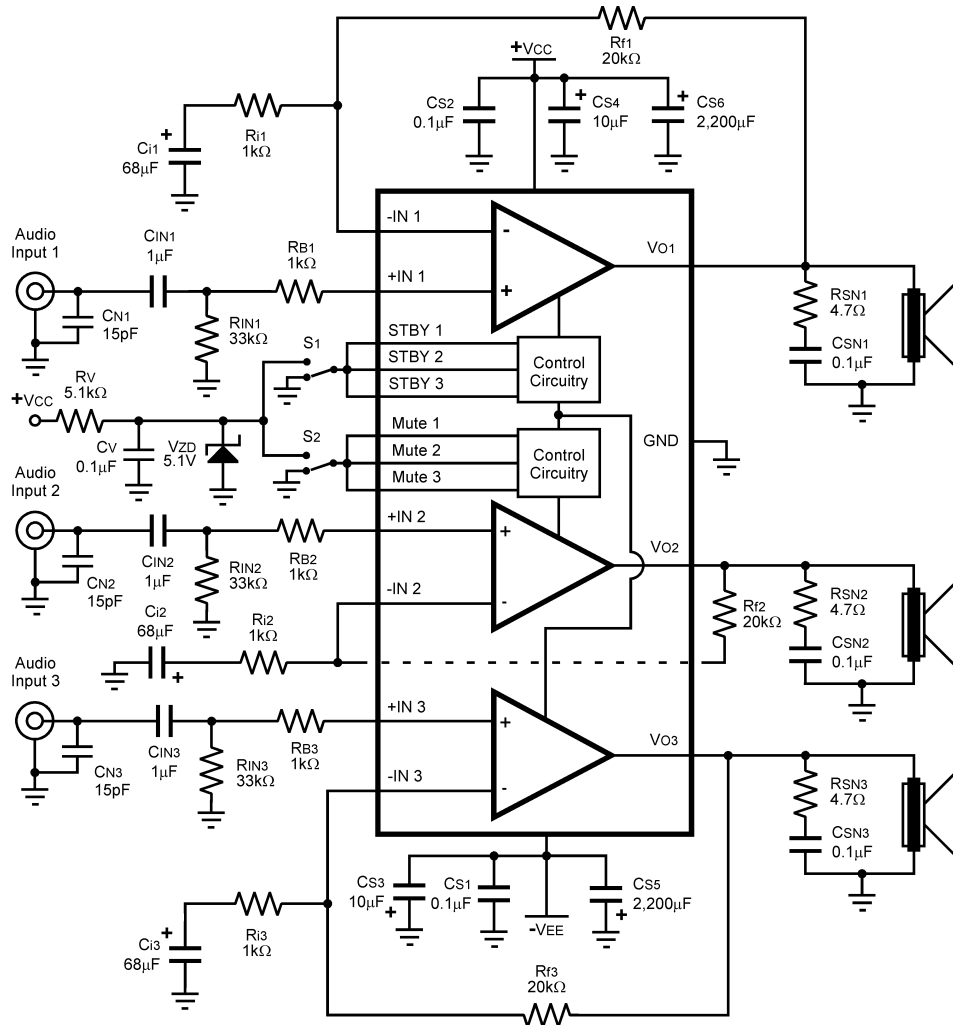 Rf1
20kΩ
+VCC
CS2
0.1µF
CS4
+
10µF
CS6
+
2,200µF
Ri1
1kΩ
Ci1
+
68µF
-IN 1
-
Audio
Input 1
CIN1
1µF
RB1
1kΩ
+IN 1
+
VO1
CN1
15pF
RIN1
33kΩ
RSN1
4.7Ω
CSN1
0.1µF
S1
STBY 1
STBY 2
STBY 3
Control
Circuitry
RV
5.1kΩ
+VCC
CV
0.1µF
VZD
5.1V
S2
Mute 1
Mute 2
Mute 3
Control
Circuitry
GND
Audio
Input 2
CIN2
1µF
RB2
1kΩ
+IN 2
+
VO2
CN2
15pF
RIN2
33kΩ
-IN 2
-
Rf2
20kΩ
RSN2
4.7Ω
CSN2
0.1µF
Ci2
68µF
+
Ri2
1kΩ
Audio
Input 3
CIN3
1µF
RB3
1kΩ
+IN 3
+
VO3
CN3
15pF
RIN3
33kΩ
-IN 3
-
RSN3
4.7Ω
CSN3
0.1µF
CS3
10µF
+
CS1
0.1µF
-VEE
CS5
2,200µF
+
Ri3
1kΩ
Ci3
+
68µF
Rf3
20kΩ